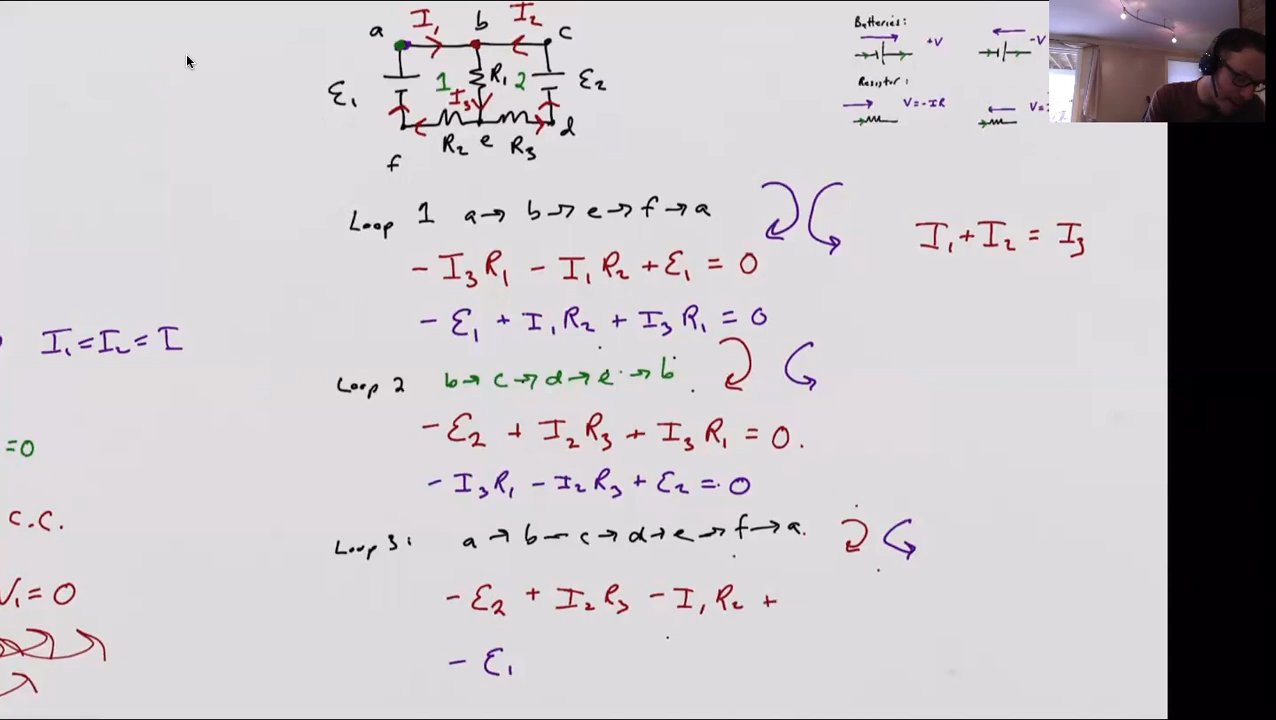 I₁ b I₂
a c
Batteries:
+V -V
ε₁ 1 R₁ 2 ε₂
I₃
Resistor:
V=-IR V=
R₂ e R₃ d
f
Loop 1 a→ b→ e→ f→a
I₁+I₂ = I₃
- I₃R₁ - I₁R₂ + ε₁ = 0
- ε₁ + I₁R₂ + I₃R₁ = 0
I₁=I₂=I
Loop 2 b→ c→ d→ e→ b
- ε₂ + I₂R₃ + I₃R₁ = 0.
=0
- I₃R₁ - I₂R₃ + ε₂ = 0
C.C.
Loop 3: a→ b- c→ d→ e→ f→a.
V₁=0
- ε₂ + I₂R₃ - I₁R₂ +
- ε₁